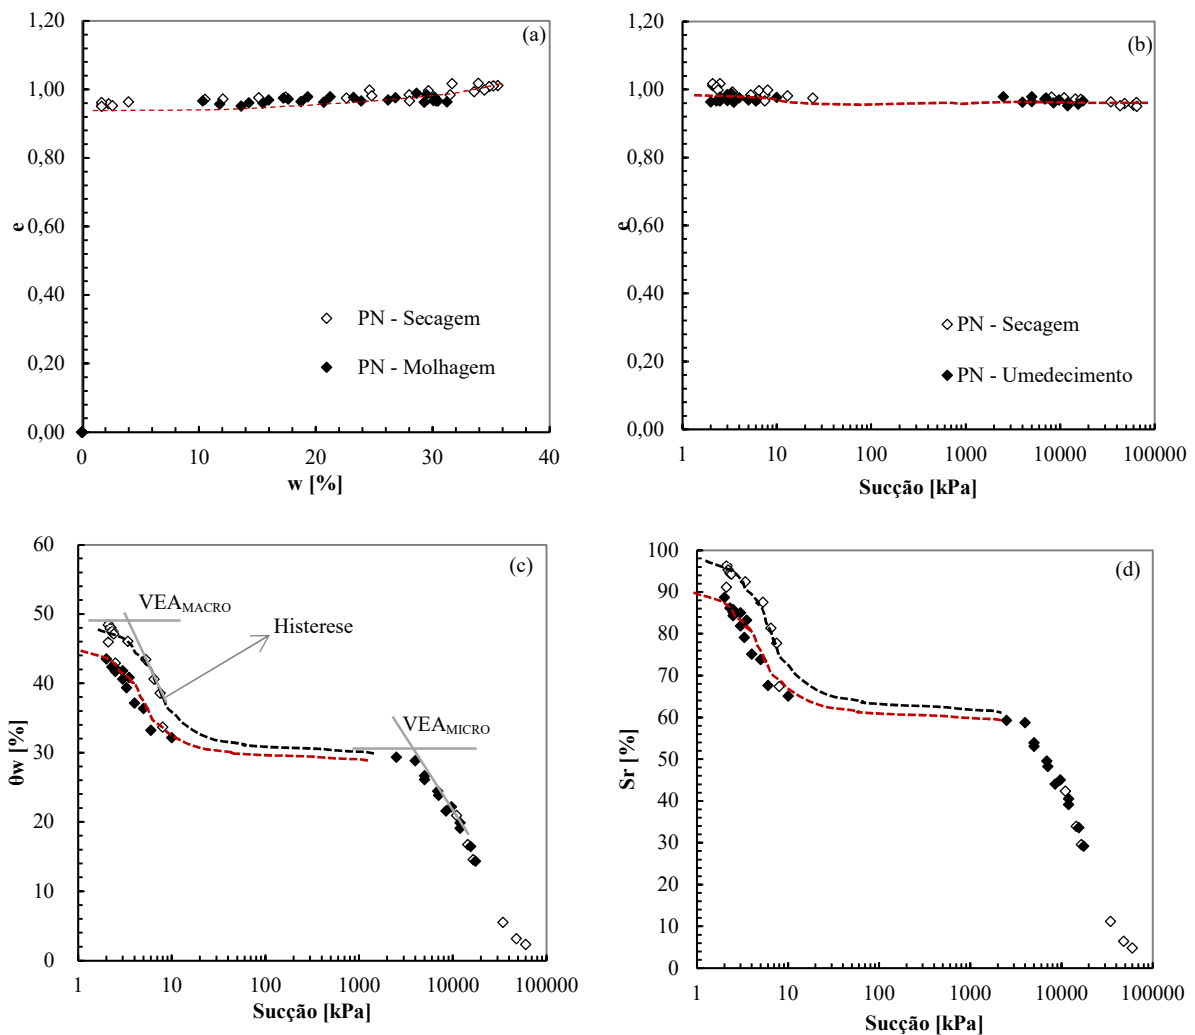 (a)
1,20
1,00
0,80
0,60
0,40
0,20
0,00
e
PN - Secagem
PN - Molhagem
0 10 20 30 40
w [%]
(b)
1,20
1,00
0,80
0,60
0,40
0,20
0,00
e
PN - Secagem
PN - Umedecimento
1 10 100 1000 10000 100000
Sucção [kPa]
(c)
60
50
40
30
20
10
0
θw [%]
VEAMACRO
Histerese
VEAMICRO
1 10 100 1000 10000 100000
Sucção [kPa]
(d)
100
90
80
70
60
50
40
30
20
10
0
Sr [%]
1 10 100 1000 10000 100000
Sucção [kPa]